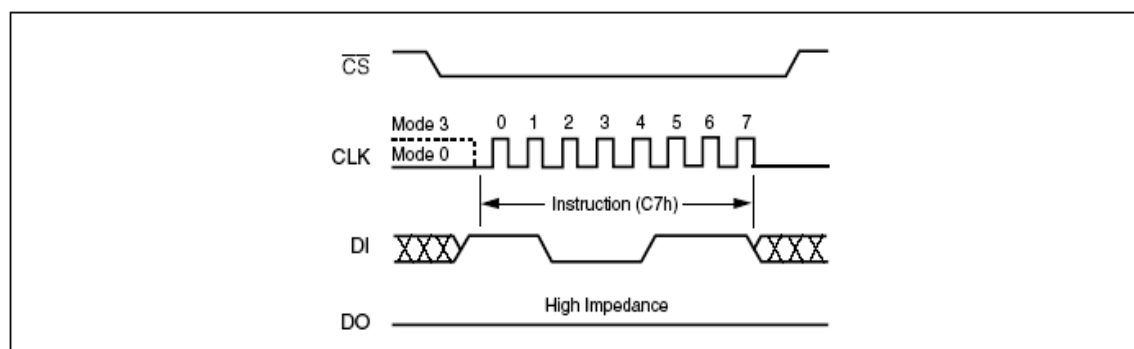 CS
Mode 3 0 1 2 3 4 5 6 7
CLK Mode 0
Instruction (C7h)
DI
High Impedance
DO